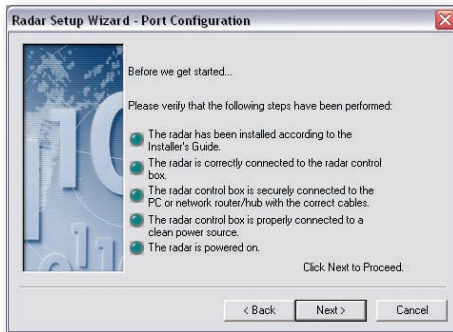 Radar Setup Wizard - Port Configuration
Before we get started...
Please verify that the following steps have been performed:
The radar has been installed according to the
Installer's Guide.
The radar is correctly connected to the radar control
box.
The radar control box is securely connected to the
PC or network router/hub with the correct cables.
The radar control box is properly connected to a
clean power source.
The radar is powered on.
Click Next to Proceed.
< Back
Next >
Cancel